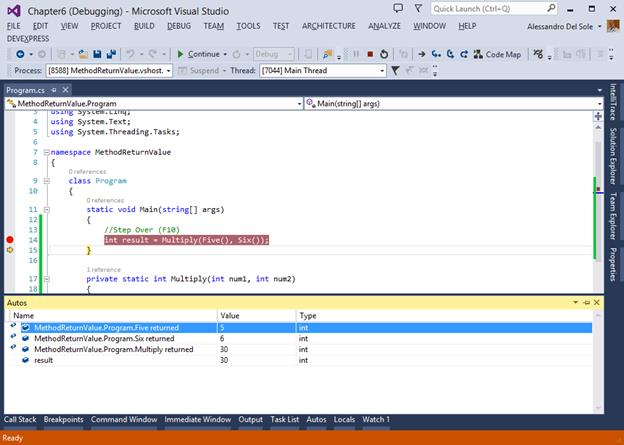 Chapter6 (Debugging) - Microsoft Visual Studio
Quick Launch (Ctrl+Q)
FILE EDIT VIEW PROJECT BUILD DEBUG TEAM TOOLS TEST ARCHITECTURE ANALYZE WINDOW HELP Alessandro Del Sole
DEVEXPRESS
Continue Debug Code Map
Process: [8588] MethodReturnValue.vshost. Suspend Thread: [7044] Main Thread
Program.cs
MethodReturnValue.Program Main(string[] args)
3 using System.Linq;
4 using System.Text;
5 using System.Threading.Tasks;
6
7 namespace MethodReturnValue
8 {
0 references
9 class Program
10 {
0 references
11 static void Main(string[] args)
12 {
13 //Step Over (F10)
14 int result = Multiply(Five(), Six());
15 }
16
1 reference
17 private static int Multiply(int num1, int num2)
18 {
IntelliTrace
Solution Explorer
Team Explorer
Properties
Autos
Name Value Type
MethodReturnValue.Program.Five returned 5 int
MethodReturnValue.Program.Six returned 6 int
MethodReturnValue.Program.Multiply returned 30 int
result 30 int
Call Stack Breakpoints Command Window Immediate Window Output Task List Autos Locals Watch 1
Ready